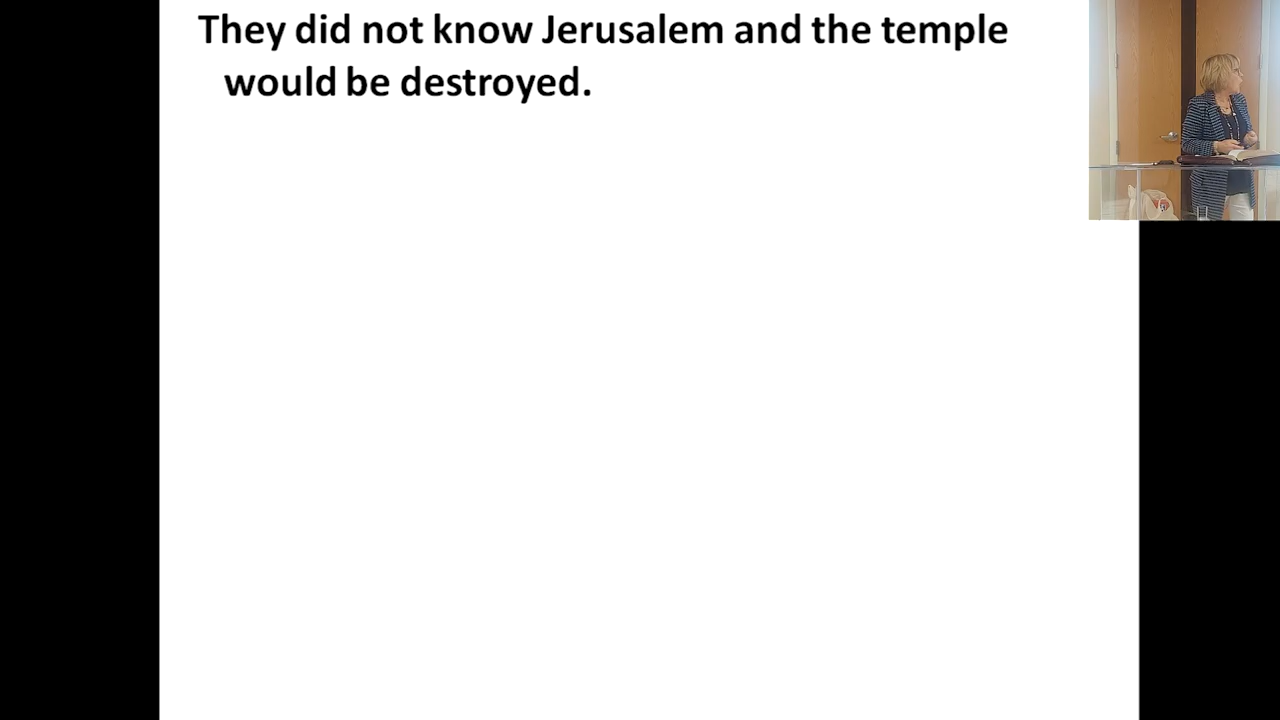 They did not know Jerusalem and the temple
would be destroyed.